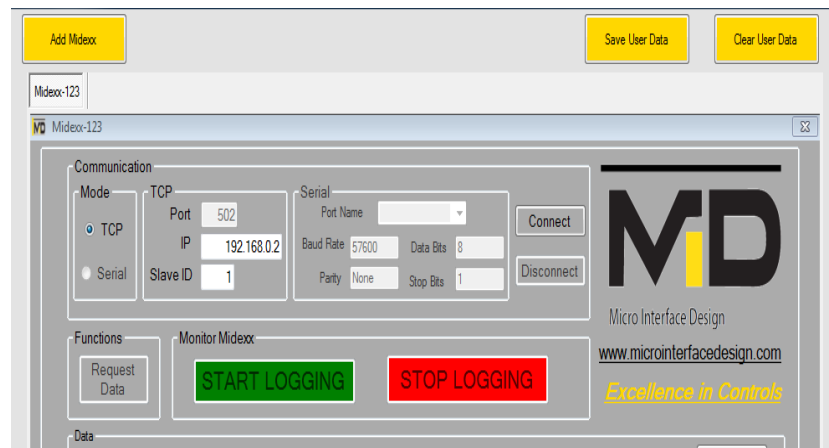 Add Midexx
Save User Data
Clear User Data
Midexx-123
MD Midexx-123
Communication
Mode
TCP
Serial
TCP
Port 502
IP 192.168.0.2
Slave ID 1
Serial
Port Name
Baud Rate 57600 Data Bits 8
Parity None Stop Bits 1
Connect
Disconnect
MiD
Micro Interface Design
www.microinterfacedesign.com
Excellence in Controls
Functions
Request
Data
Monitor Midexx
START LOGGING
STOP LOGGING
Data